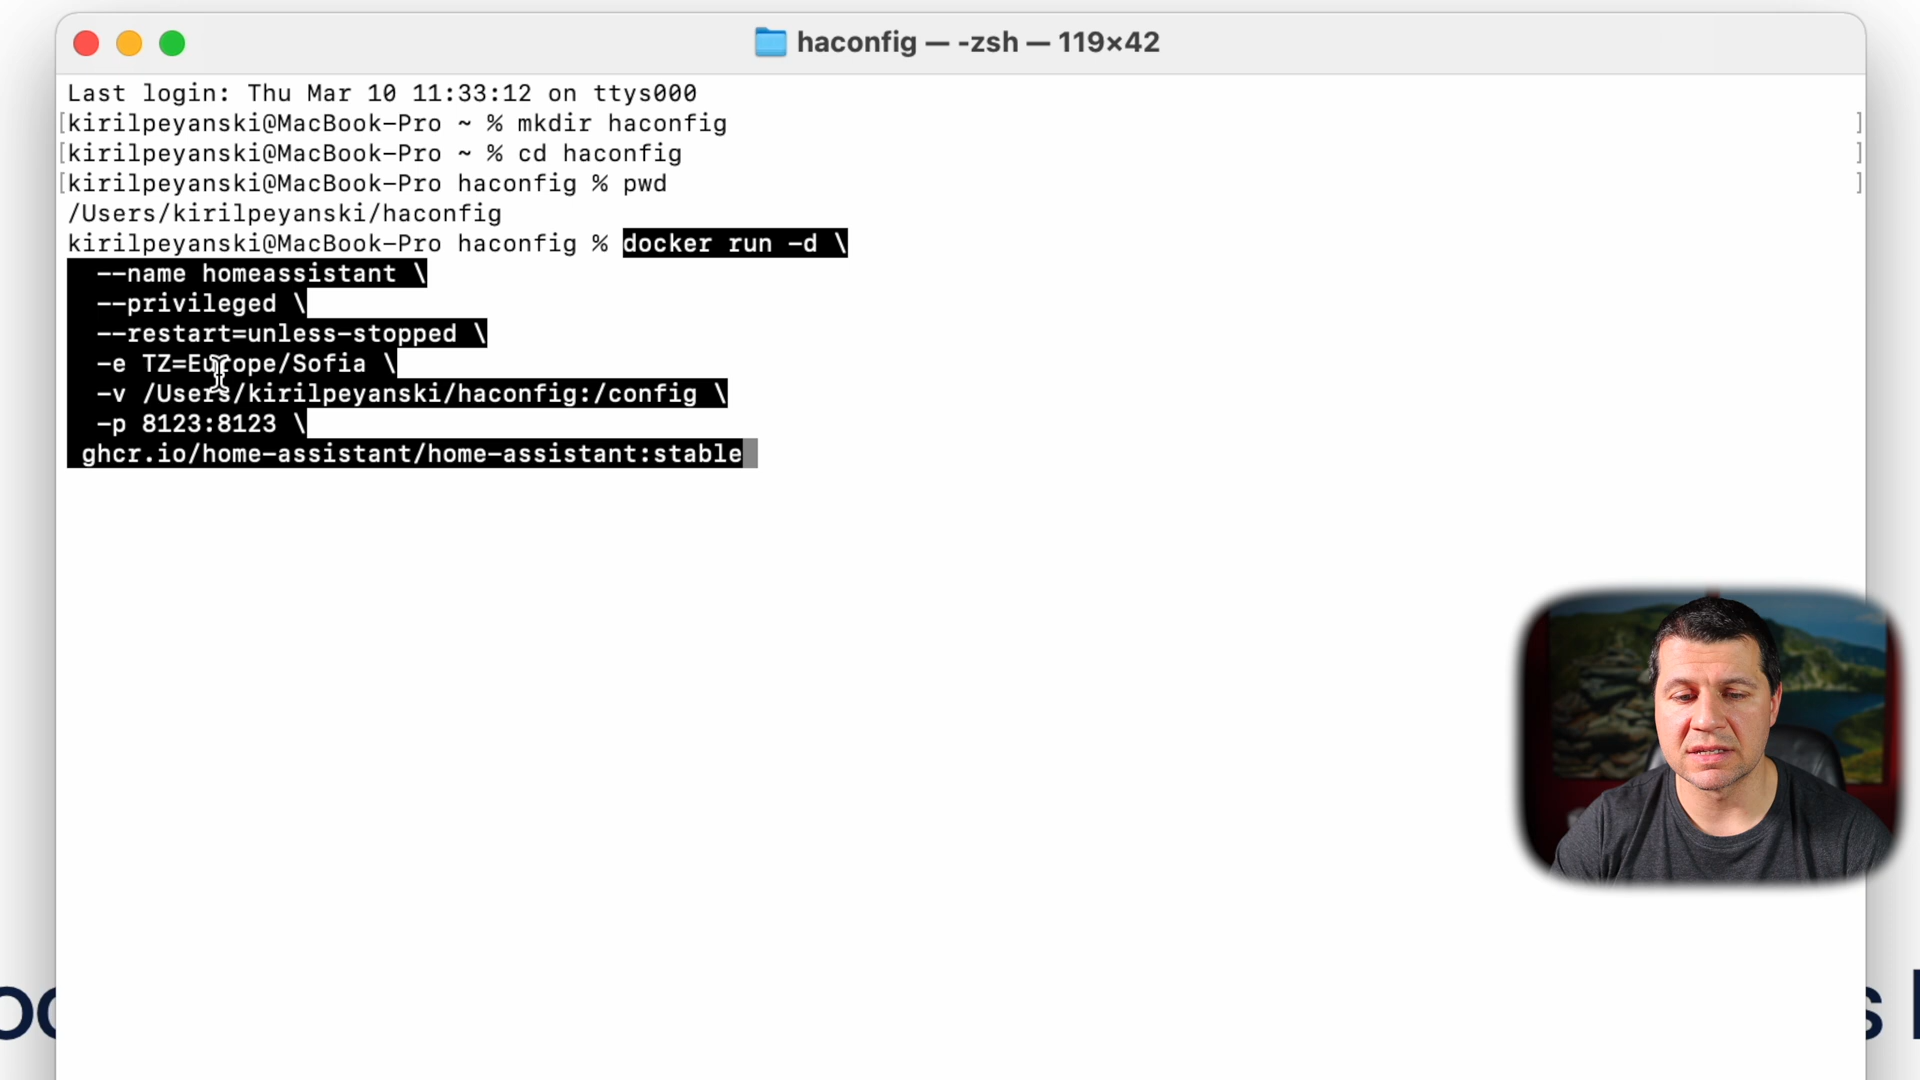 haconfig — -zsh — 119×42
Last login: Thu Mar 10 11:33:12 on ttys000
[kirilpeyanski@MacBook-Pro ~ % mkdir haconfig ]
[kirilpeyanski@MacBook-Pro ~ % cd haconfig ]
[kirilpeyanski@MacBook-Pro haconfig % pwd ]
/Users/kirilpeyanski/haconfig
kirilpeyanski@MacBook-Pro haconfig % docker run -d \
  --name homeassistant \
  --privileged \
  --restart=unless-stopped \
  -e TZ=Europe/Sofia \
  -v /Users/kirilpeyanski/haconfig:/config \
  -p 8123:8123 \
 ghcr.io/home-assistant/home-assistant:stable